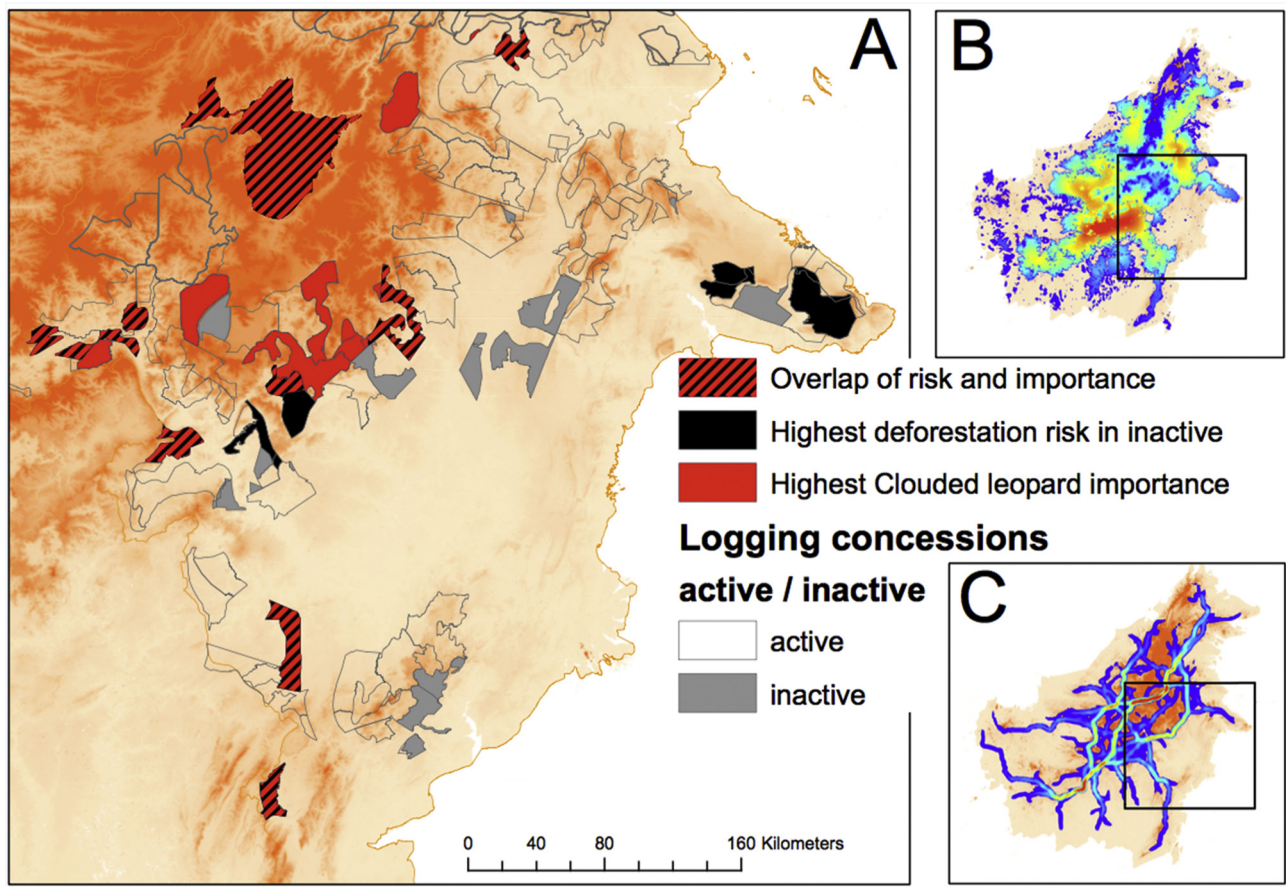 A
B
Overlap of risk and importance
Highest deforestation risk in inactive
Highest Clouded leopard importance
Logging concessions
active / inactive
active
inactive
C
0 40 80 160 Kilometers